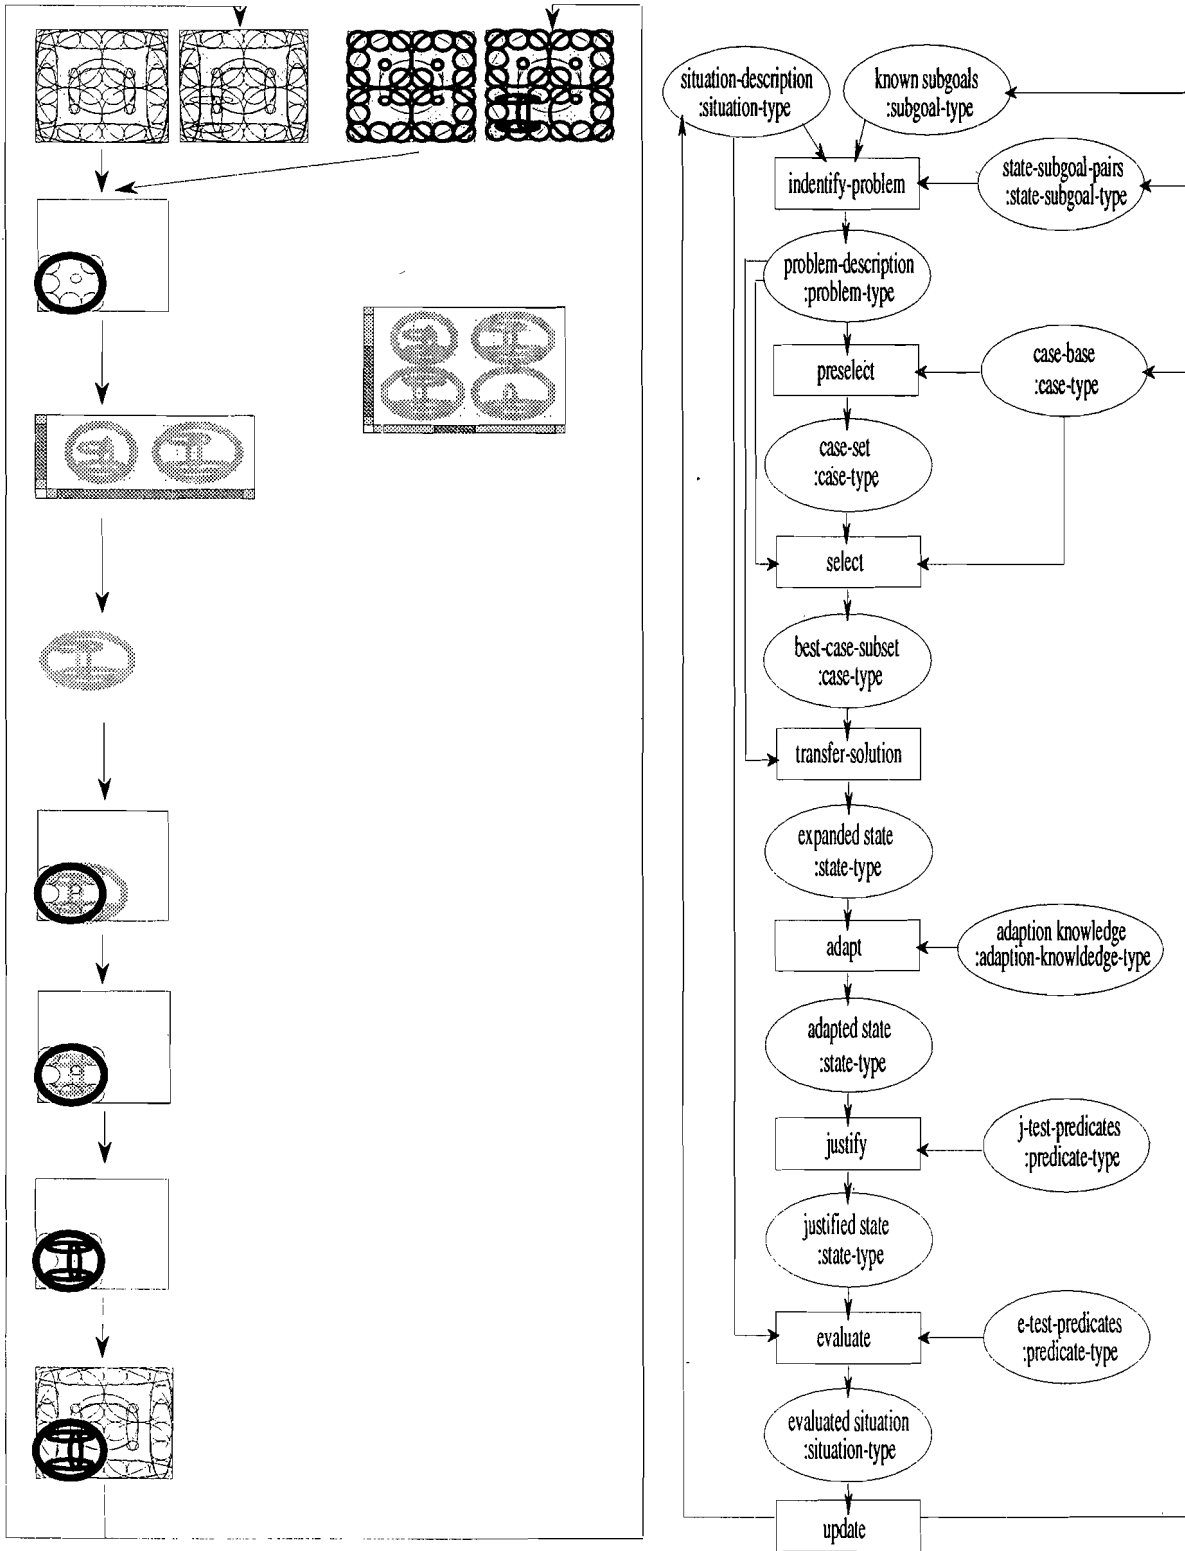 situation-description
:situation-type
known subgoals
:subgoal-type
indentify-problem
state-subgoal-pairs
:state-subgoal-type
problem-description
:problem-type
preselect
case-base
:case-type
case-set
:case-type
select
best-case-subset
:case-type
transfer-solution
expanded state
:state-type
adapt
adaption knowledge
:adaption-knowldedge-type
adapted state
:state-type
justify
j-test-predicates
:predicate-type
justified state
:state-type
evaluate
e-test-predicates
:predicate-type
evaluated situation
:situation-type
update